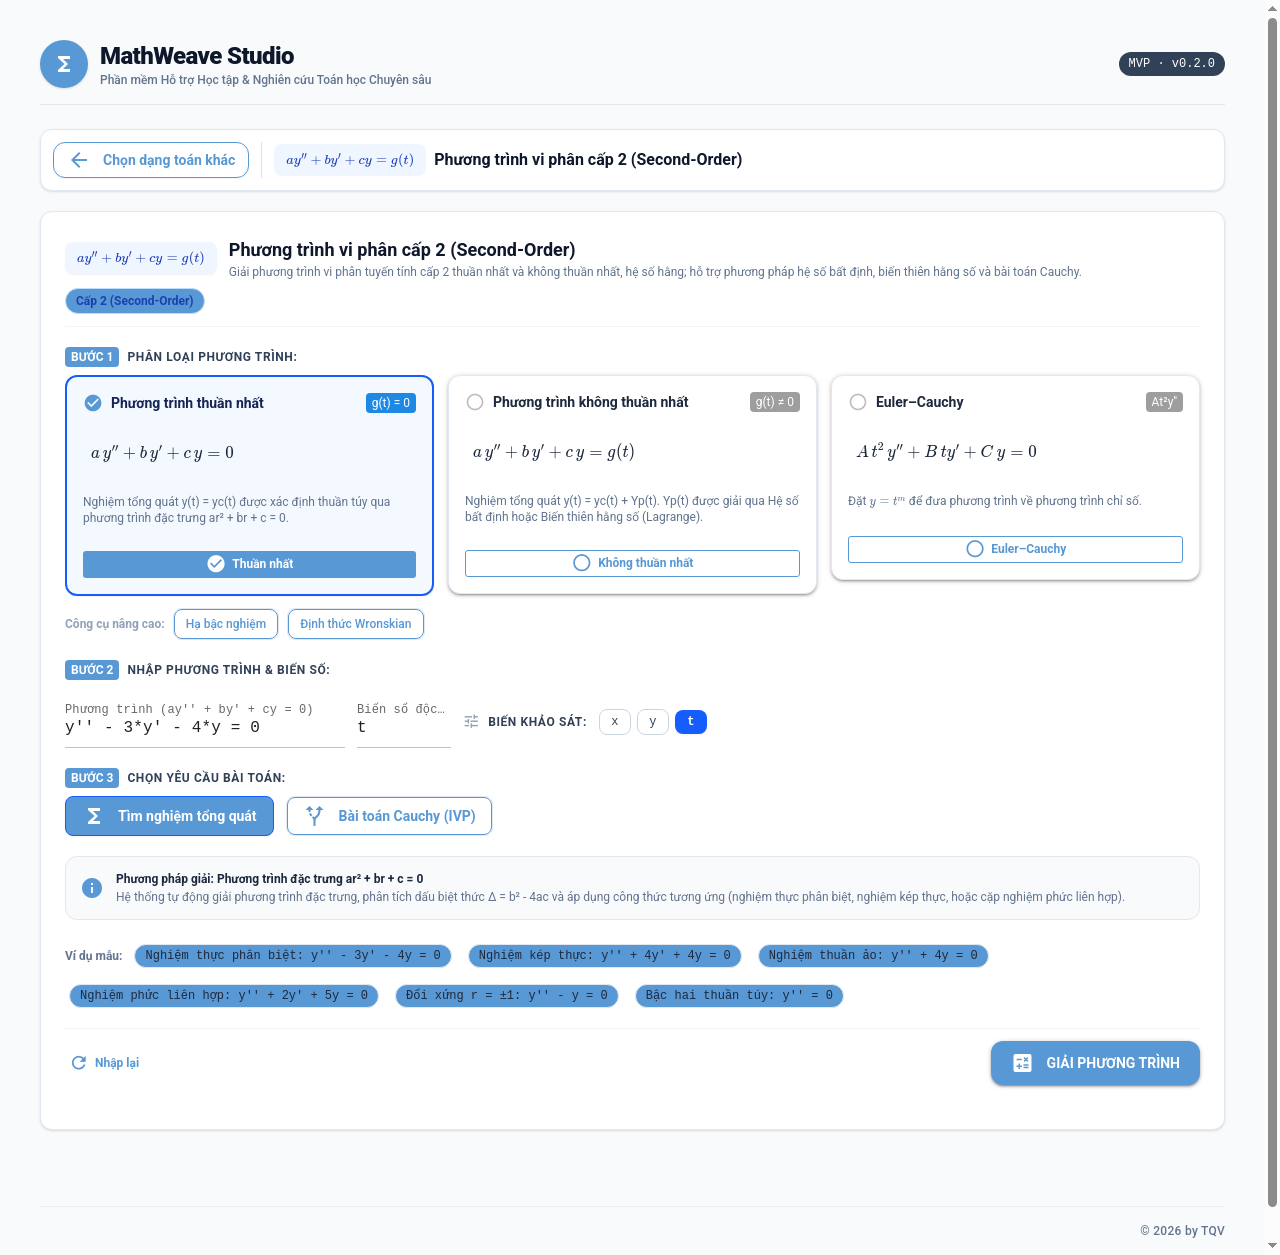 Σ
MathWeave Studio
Phần mềm Hỗ trợ Học tập & Nghiên cứu Toán học Chuyên sâu
MVP · v0.2.0
Chọn dạng toán khác
ay″ + by′ + cy = g(t)
Phương trình vi phân cấp 2 (Second-Order)
ay″ + by′ + cy = g(t)
Phương trình vi phân cấp 2 (Second-Order)
Giải phương trình vi phân tuyến tính cấp 2 thuần nhất và không thuần nhất, hệ số hằng; hỗ trợ phương pháp hệ số bất định, biến thiên hằng số và bài toán Cauchy.
Cấp 2 (Second-Order)
BƯỚC 1 PHÂN LOẠI PHƯƠNG TRÌNH:
Phương trình thuần nhất
g(t) = 0
a y″ + b y′ + c y = 0
Nghiệm tổng quát y(t) = yc(t) được xác định thuần túy qua
phương trình đặc trưng ar² + br + c = 0.
Thuần nhất
Phương trình không thuần nhất
g(t) ≠ 0
a y″ + b y′ + c y = g(t)
Nghiệm tổng quát y(t) = yc(t) + Yp(t). Yp(t) được giải qua Hệ số
bất định hoặc Biến thiên hằng số (Lagrange).
Không thuần nhất
Euler–Cauchy
At²y″
A t² y″ + B ty′ + C y = 0
Đặt y = tᵐ để đưa phương trình về phương trình chỉ số.
Euler–Cauchy
Công cụ nâng cao:
Hạ bậc nghiệm
Định thức Wronskian
BƯỚC 2 NHẬP PHƯƠNG TRÌNH & BIẾN SỐ:
Phương trình (ay'' + by' + cy = 0)
y'' - 3*y' - 4*y = 0
Biến số độc…
t
BIẾN KHẢO SÁT:
x
y
t
BƯỚC 3 CHỌN YÊU CẦU BÀI TOÁN:
Σ Tìm nghiệm tổng quát
Bài toán Cauchy (IVP)
Phương pháp giải: Phương trình đặc trưng ar² + br + c = 0
Hệ thống tự động giải phương trình đặc trưng, phân tích dấu biệt thức Δ = b² - 4ac và áp dụng công thức tương ứng (nghiệm thực phân biệt, nghiệm kép thực, hoặc cặp nghiệm phức liên hợp).
Ví dụ mẫu:
Nghiệm thực phân biệt: y'' - 3y' - 4y = 0
Nghiệm kép thực: y'' + 4y' + 4y = 0
Nghiệm thuần ảo: y'' + 4y = 0
Nghiệm phức liên hợp: y'' + 2y' + 5y = 0
Đối xứng r = ±1: y'' - y = 0
Bậc hai thuần túy: y'' = 0
Nhập lại
GIẢI PHƯƠNG TRÌNH
© 2026 by TQV